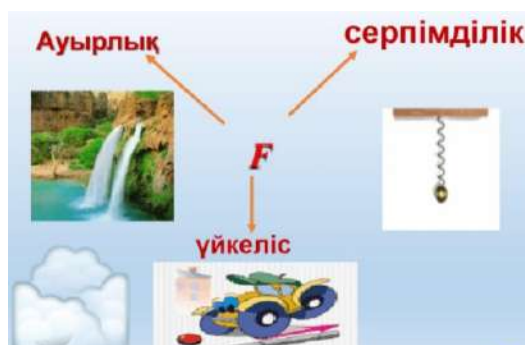 Ауырлық
серпімділік
F
үйкеліс